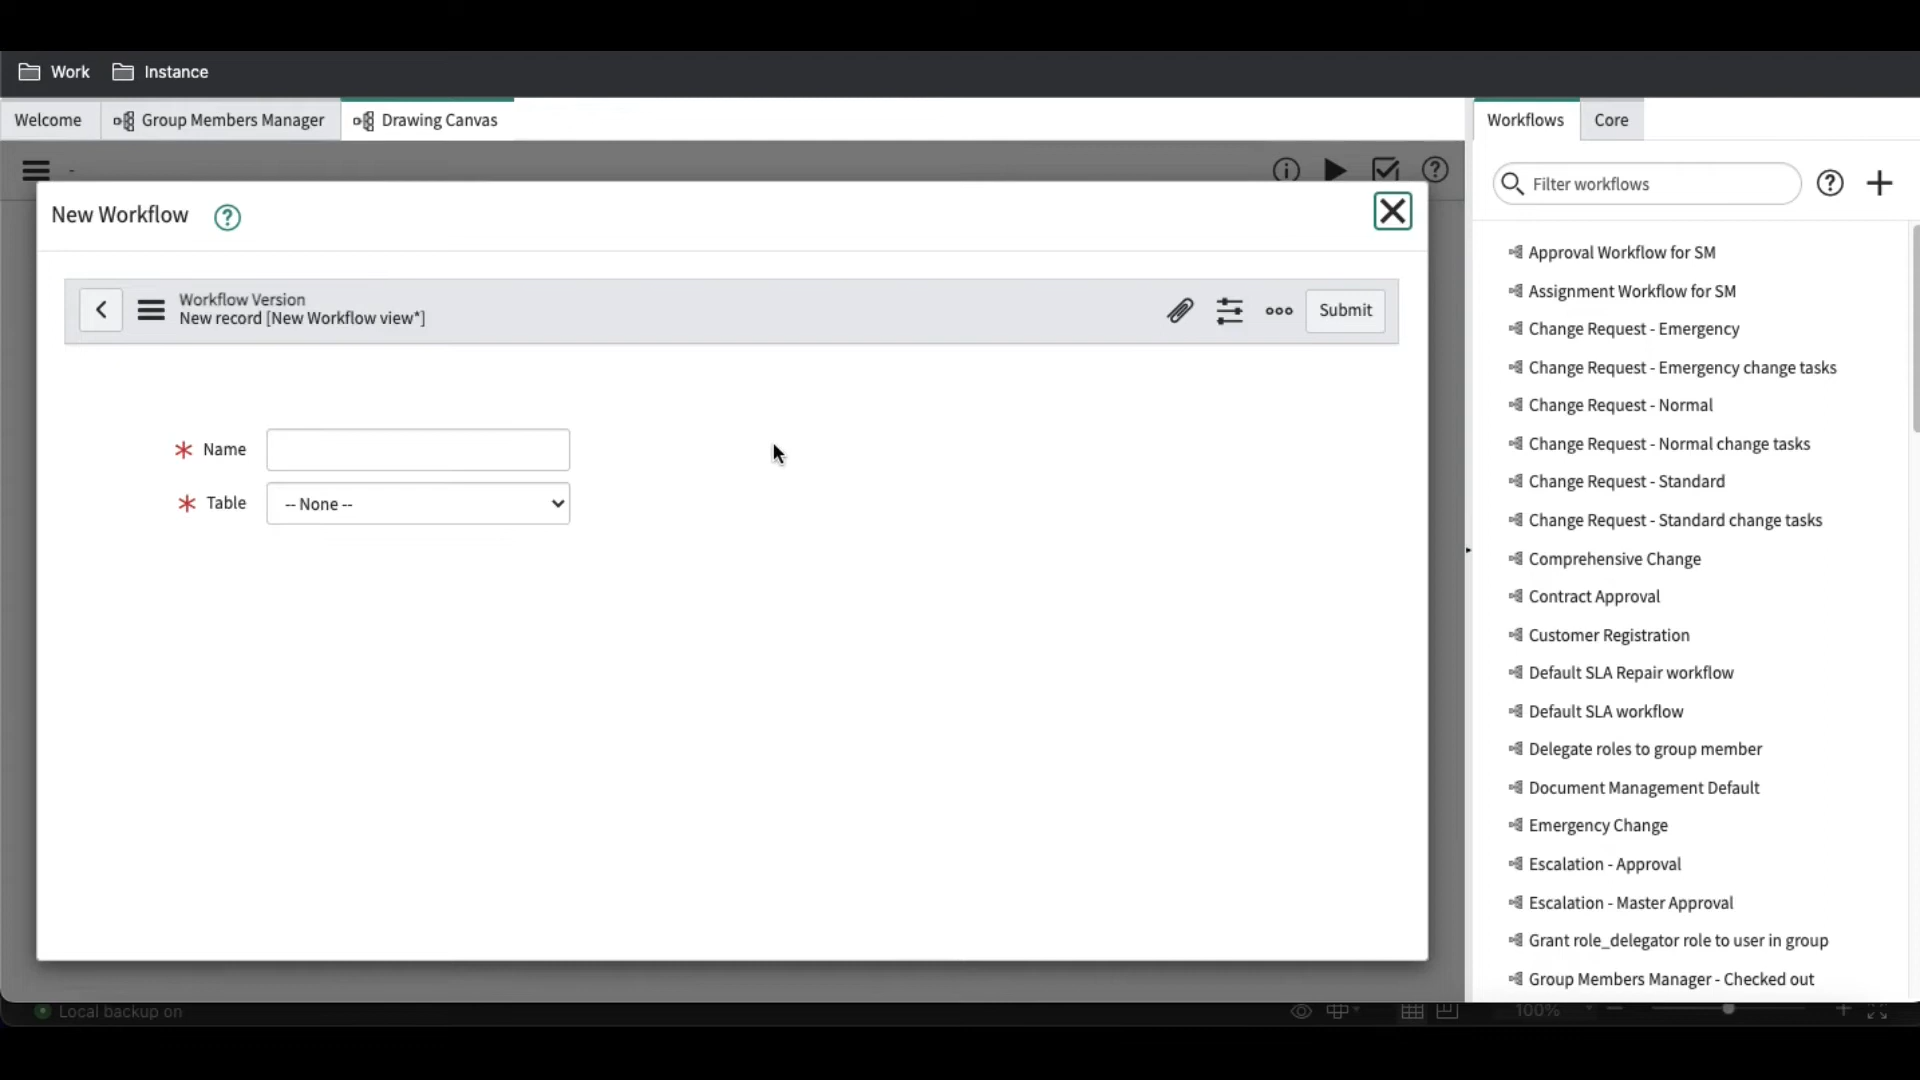 Work Instance
Welcome Group Members Manager Drawing Canvas
Workflows Core
-
Filter workflows
New Workflow
Workflow Version
New record [New Workflow view*]
Submit
* Name
* Table -- None --
Approval Workflow for SM
Assignment Workflow for SM
Change Request - Emergency
Change Request - Emergency change tasks
Change Request - Normal
Change Request - Normal change tasks
Change Request - Standard
Change Request - Standard change tasks
Comprehensive Change
Contract Approval
Customer Registration
Default SLA Repair workflow
Default SLA workflow
Delegate roles to group member
Document Management Default
Emergency Change
Escalation - Approval
Escalation - Master Approval
Grant role_delegator role to user in group
Group Members Manager - Checked out
Local backup on
100%